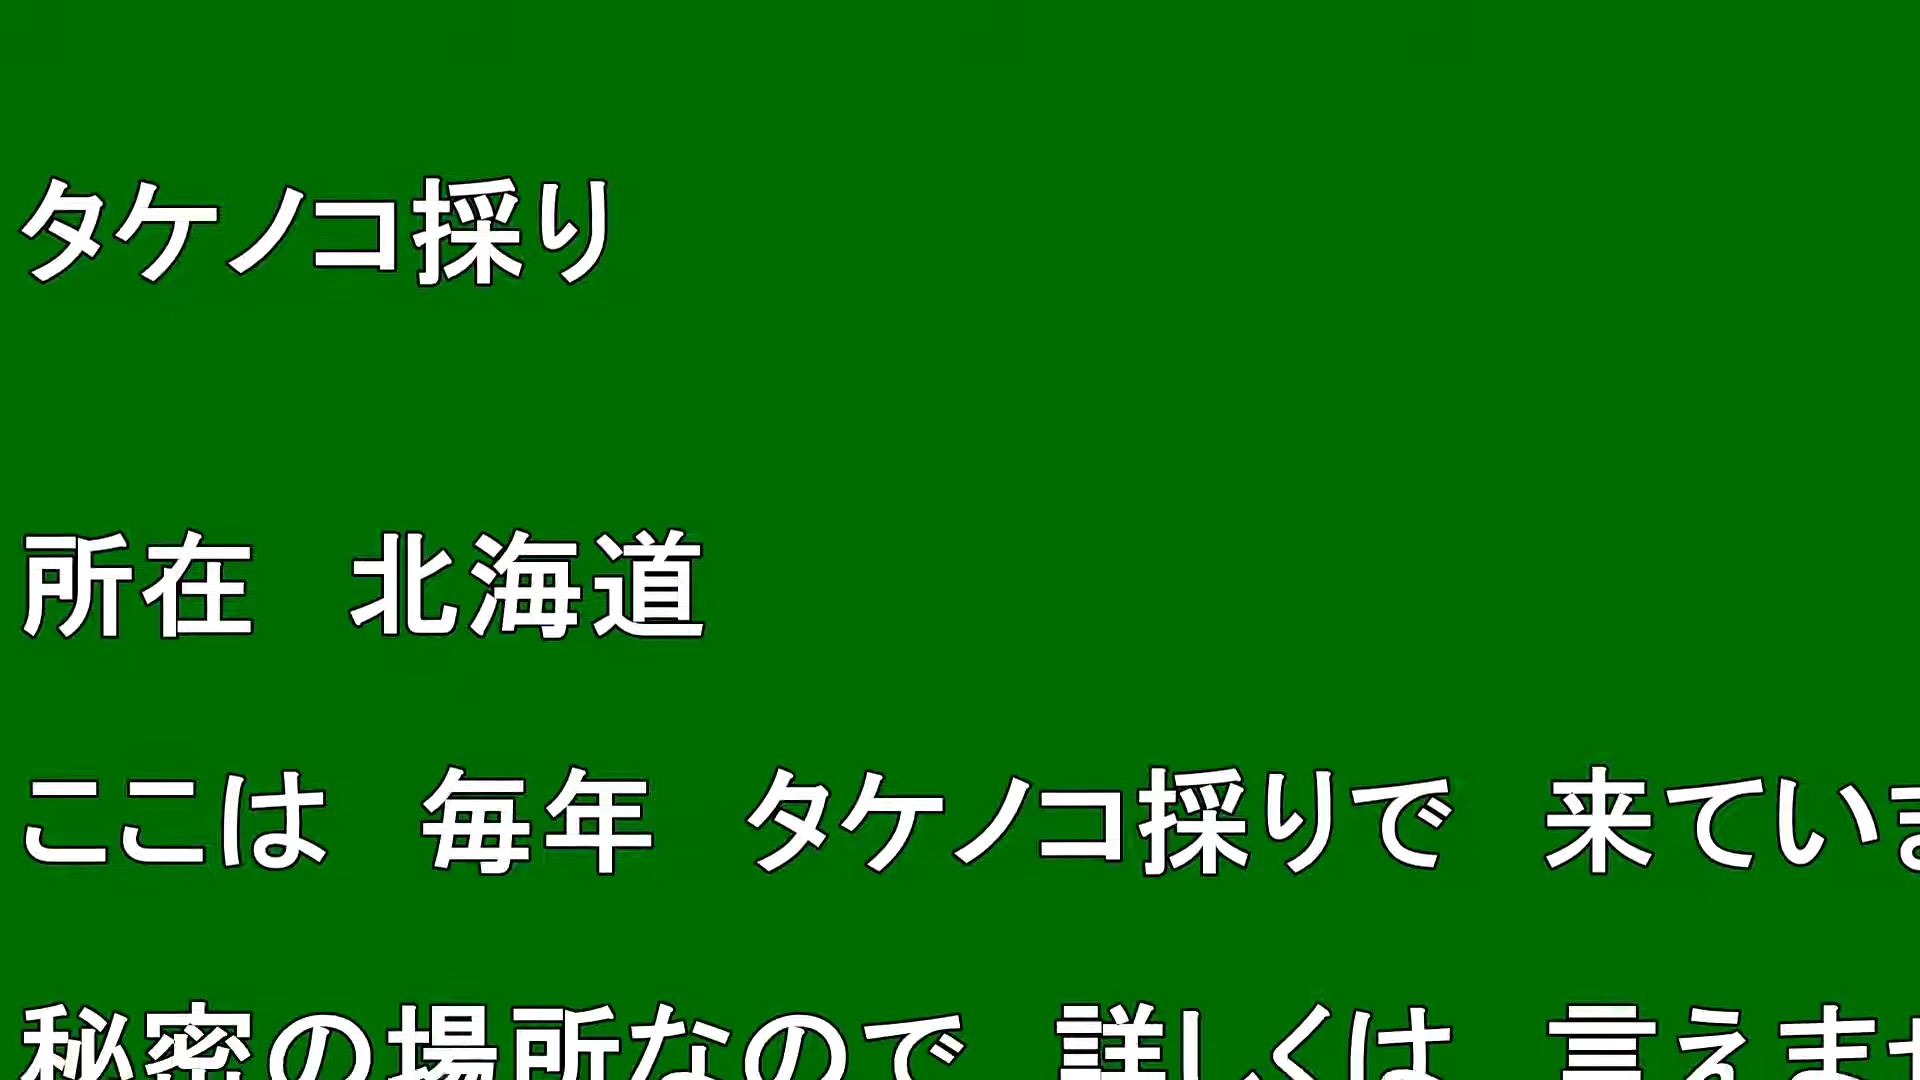 タケノコ採り
所在　北海道
ここは　毎年　タケノコ採りで　来ていま
秘密の場所なので　詳しくは　言えませ